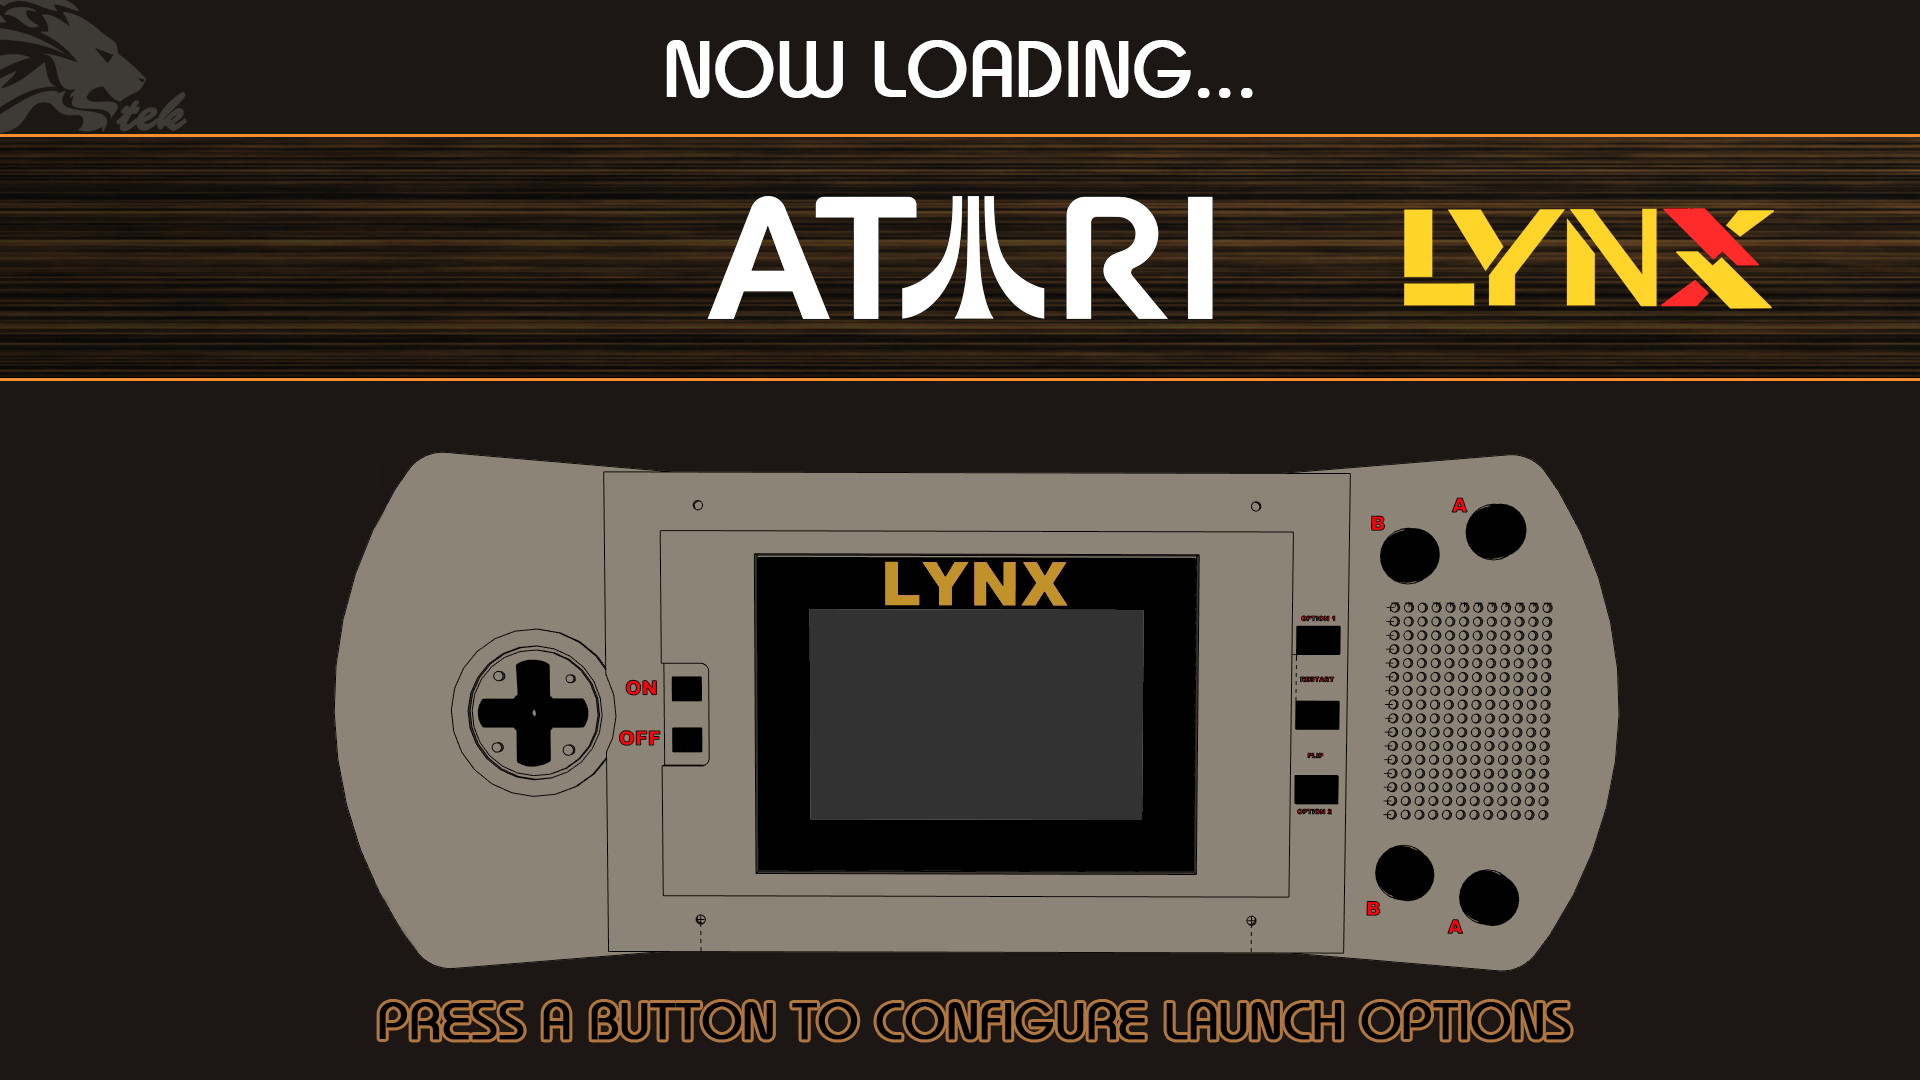 NOW LOADING...
tek
ATARI
LYNX
LYNX
A
B
OPTION 1
ON
RESTART
OFF
FLIP
OPTION 2
B
A
PRESS A BUTTON TO CONFIGURE LAUNCH OPTIONS